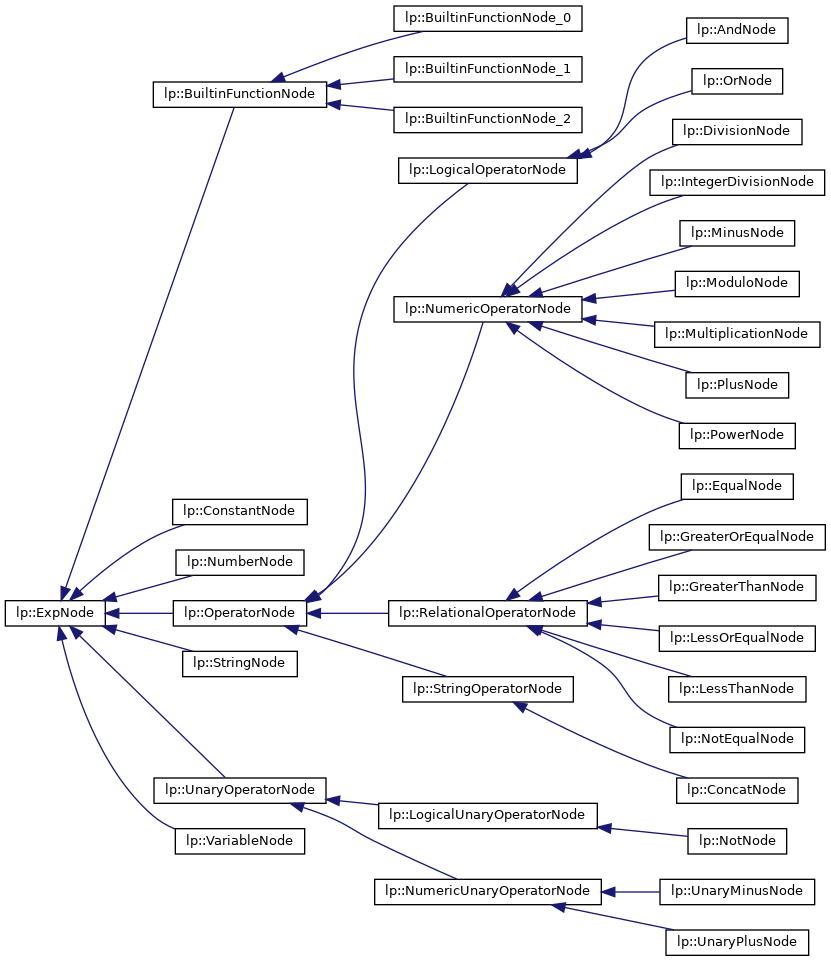 lp::BuiltinFunctionNode_0
lp::AndNode
lp::BuiltinFunctionNode_1
lp::OrNode
lp::BuiltinFunctionNode
lp::BuiltinFunctionNode_2
lp::DivisionNode
lp::LogicalOperatorNode
lp::IntegerDivisionNode
lp::MinusNode
lp::ModuloNode
lp::NumericOperatorNode
lp::MultiplicationNode
lp::PlusNode
lp::PowerNode
lp::EqualNode
lp::ConstantNode
lp::GreaterOrEqualNode
lp::NumberNode
lp::GreaterThanNode
lp::ExpNode
lp::OperatorNode
lp::RelationalOperatorNode
lp::LessOrEqualNode
lp::StringNode
lp::StringOperatorNode
lp::LessThanNode
lp::NotEqualNode
lp::UnaryOperatorNode
lp::ConcatNode
lp::LogicalUnaryOperatorNode
lp::VariableNode
lp::NotNode
lp::NumericUnaryOperatorNode
lp::UnaryMinusNode
lp::UnaryPlusNode